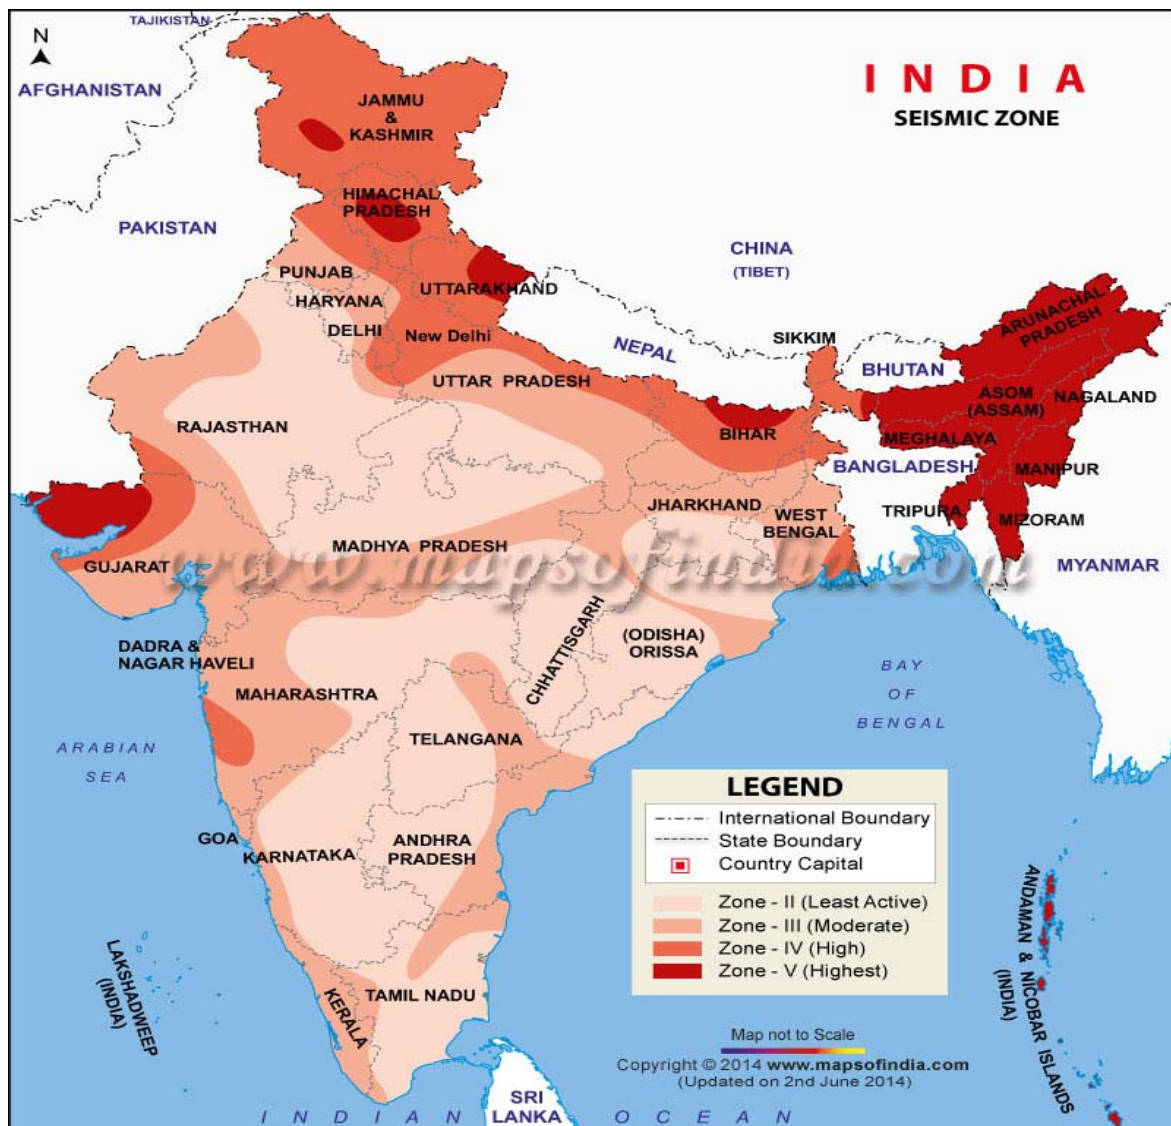 TAJIKISTAN
N
AFGHANISTAN
I N D I A
SEISMIC ZONE
JAMMU
&
KASHMIR
HIMACHAL
PRADESH
PAKISTAN
CHINA
(TIBET)
PUNJAB
UTTARAKHAND
HARYANA
DELHI
New Delhi
NEPAL
SIKKIM
ARUNACHAL
PRADESH
BHUTAN
UTTAR PRADESH
ASOM
(ASSAM)
NAGALAND
RAJASTHAN
BIHAR
MEGHALAYA
BANGLADESH
MANIPUR
JHARKHAND
WEST
BENGAL
TRIPURA
MIZORAM
MADHYA PRADESH
www.mapsofindia.com
GUJARAT
MYANMAR
DADRA &
NAGAR HAVELI
CHHATTISGARH
(ODISHA)
ORISSA
MAHARASHTRA
BAY
OF
BENGAL
ARABIAN
SEA
TELANGANA
GOA
KARNATAKA
ANDHRA
PRADESH
LEGEND
International Boundary
State Boundary
Country Capital
Zone - II (Least Active)
Zone - III (Moderate)
Zone - IV (High)
Zone - V (Highest)
ANDAMAN & NICOBAR ISLANDS
(INDIA)
LAKSHADWEEP
(INDIA)
KERALA
TAMIL NADU
Map not to Scale
Copyright © 2014 www.mapsofindia.com
(Updated on 2nd June 2014)
SRI
LANKA
I N D I A N O C E A N